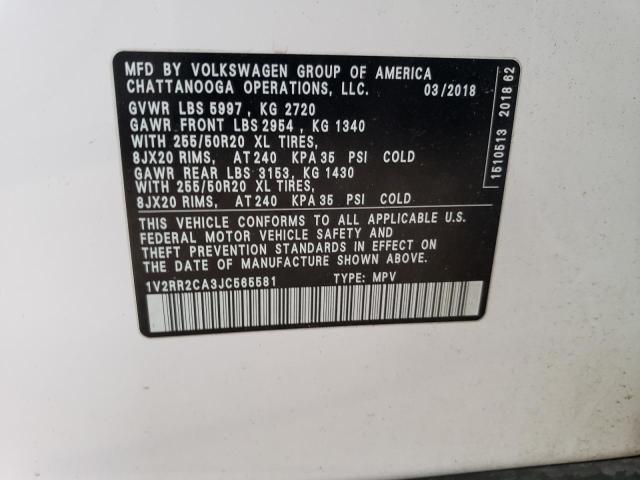 MFD BY VOLKSWAGEN GROUP OF AMERICA
CHATTANOOGA OPERATIONS, LLC. 03/2018
GVWR LBS 5997, KG 2720
GAWR FRONT LBS 2954, KG 1340
WITH 255/50R20 XL TIRES,
8JX20 RIMS, AT 240 KPA 35 PSI COLD
GAWR REAR LBS 3153, KG 1430
WITH 255/50R20 XL TIRES,
8JX20 RIMS, AT 240 KPA 35 PSI COLD
THIS VEHICLE CONFORMS TO ALL APPLICABLE U.S.
FEDERAL MOTOR VEHICLE SAFETY AND
THEFT PREVENTION STANDARDS IN EFFECT ON
DATE OF MANUFACTURE SHOWN ABOVE.
1V2RR2CA3JC565581 TYPE: MPV
1510513 2018 62